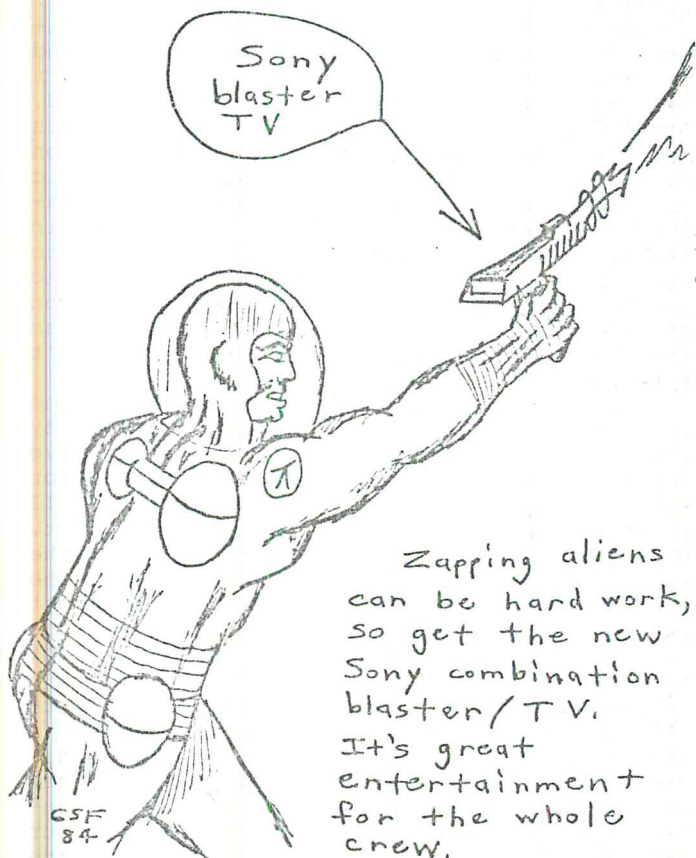 Sony
blaster
TV
Zapping aliens
can be hard work,
so get the new
Sony combination
blaster/TV.
It's great
entertainment
for the whole
crew.
CSF
84